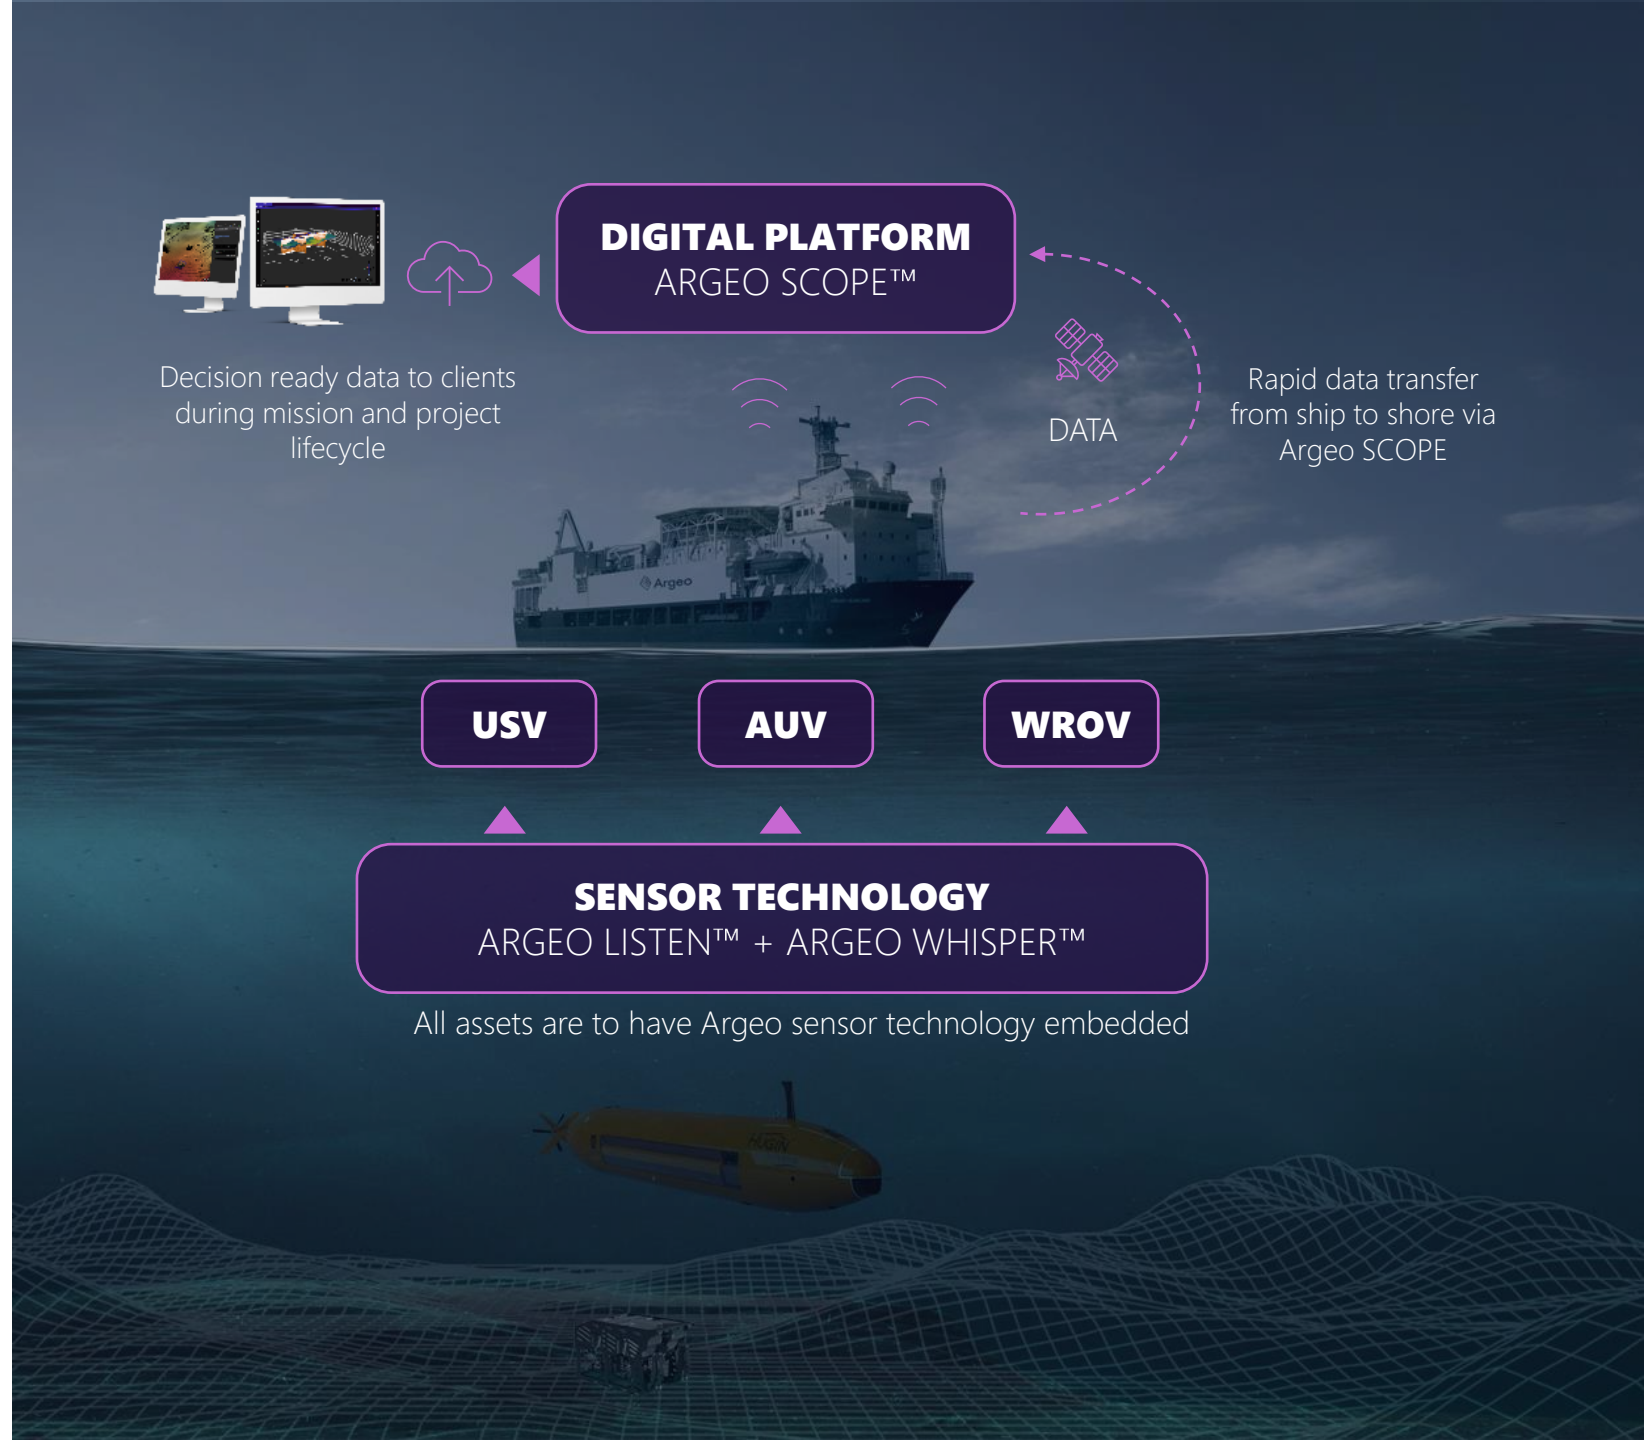 DIGITAL PLATFORM
ARGEO SCOPE™
Decision ready data to clients
during mission and project
lifecycle
DATA
Rapid data transfer
from ship to shore via
Argeo SCOPE
Argeo
USV
AUV
WROV
SENSOR TECHNOLOGY
ARGEO LISTEN™ + ARGEO WHISPER™
All assets are to have Argeo sensor technology embedded
HUGIN